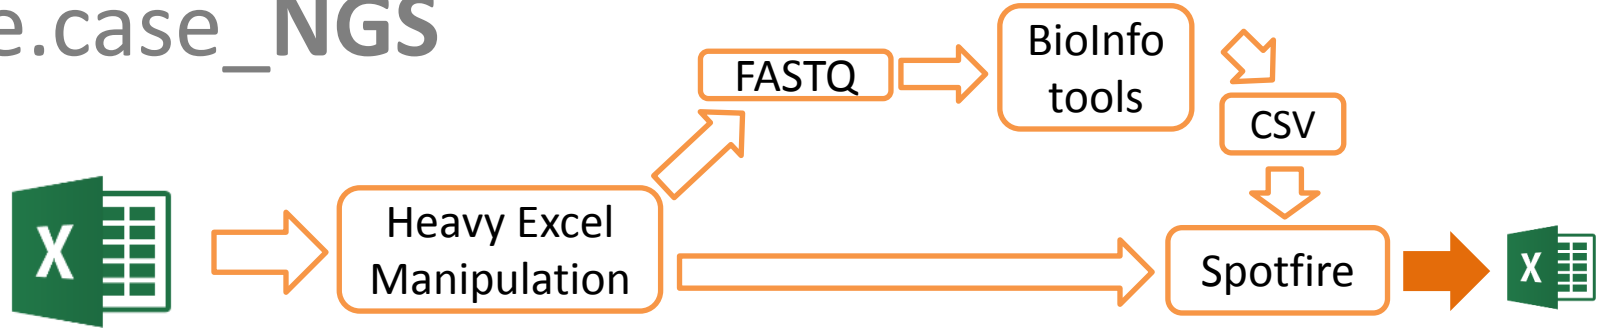 e.case_NGS
FASTQ
BioInfo
tools
CSV
X
Heavy Excel
Manipulation
Spotfire
X